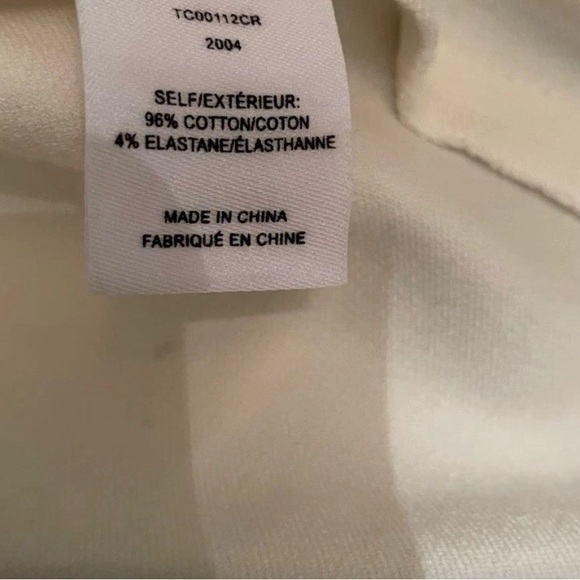 TC00112CR
2004
SELF/EXTÉRIEUR:
96% COTTON/COTON
4% ELASTANE/ÉLASTHANNE
MADE IN CHINA
FABRIQUÉ EN CHINE